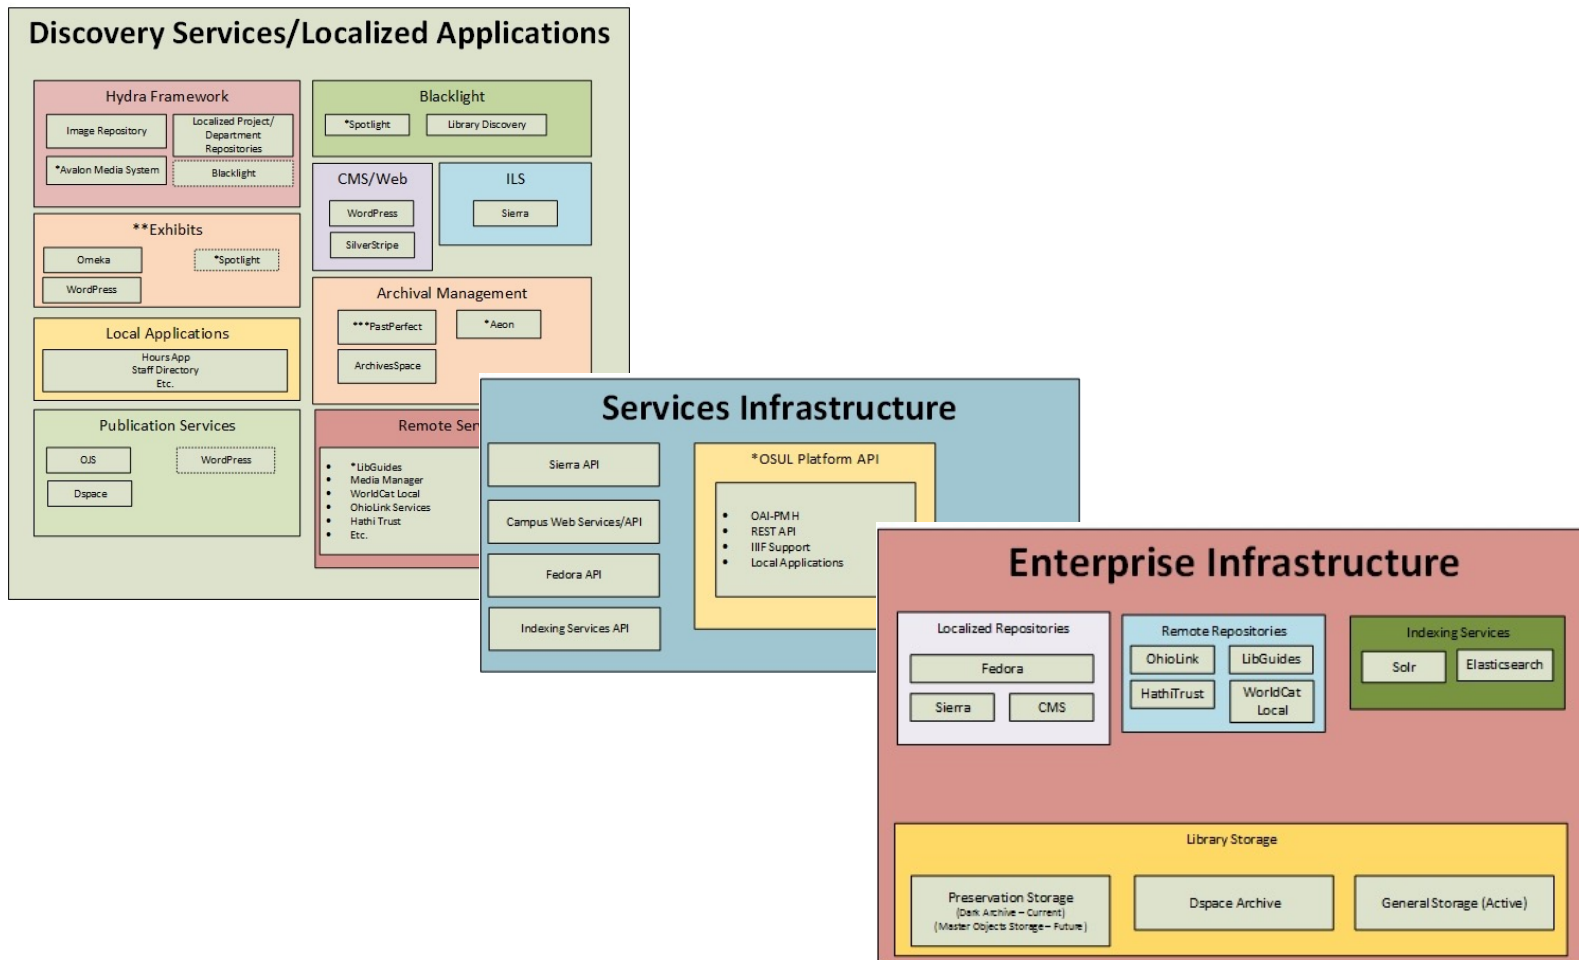 Discovery Services/Localized Applications
Hydra Framework
Image Repository
Localized Project/
Department
Repositories
*Avalon Media System
Blacklight
Blacklight
*Spotlight
Library Discovery
CMS/Web
WordPress
SilverStripe
ILS
Sierra
**Exhibits
Omeka
*Spotlight
WordPress
Archival Management
***PastPerfect
*Aeon
ArchivesSpace
Local Applications
Hours App
Staff Directory
Etc.
Publication Services
OJS
WordPress
Dspace
Remote Ser
• *LibGuides
• Media Manager
• WorldCat Local
• OhioLink Services
• Hathi Trust
• Etc.
Services Infrastructure
Sierra API
Campus Web Services/API
Fedora API
Indexing Services API
*OSUL Platform API
• OAI-PMH
• REST API
• IIIF Support
• Local Applications
Enterprise Infrastructure
Localized Repositories
Fedora
Sierra
CMS
Remote Repositories
OhioLink
LibGuides
HathiTrust
WorldCat
Local
Indexing Services
Solr
Elasticsearch
Library Storage
Preservation Storage
(Dark Archive – Current)
(Master Objects Storage – Future)
Dspace Archive
General Storage (Active)